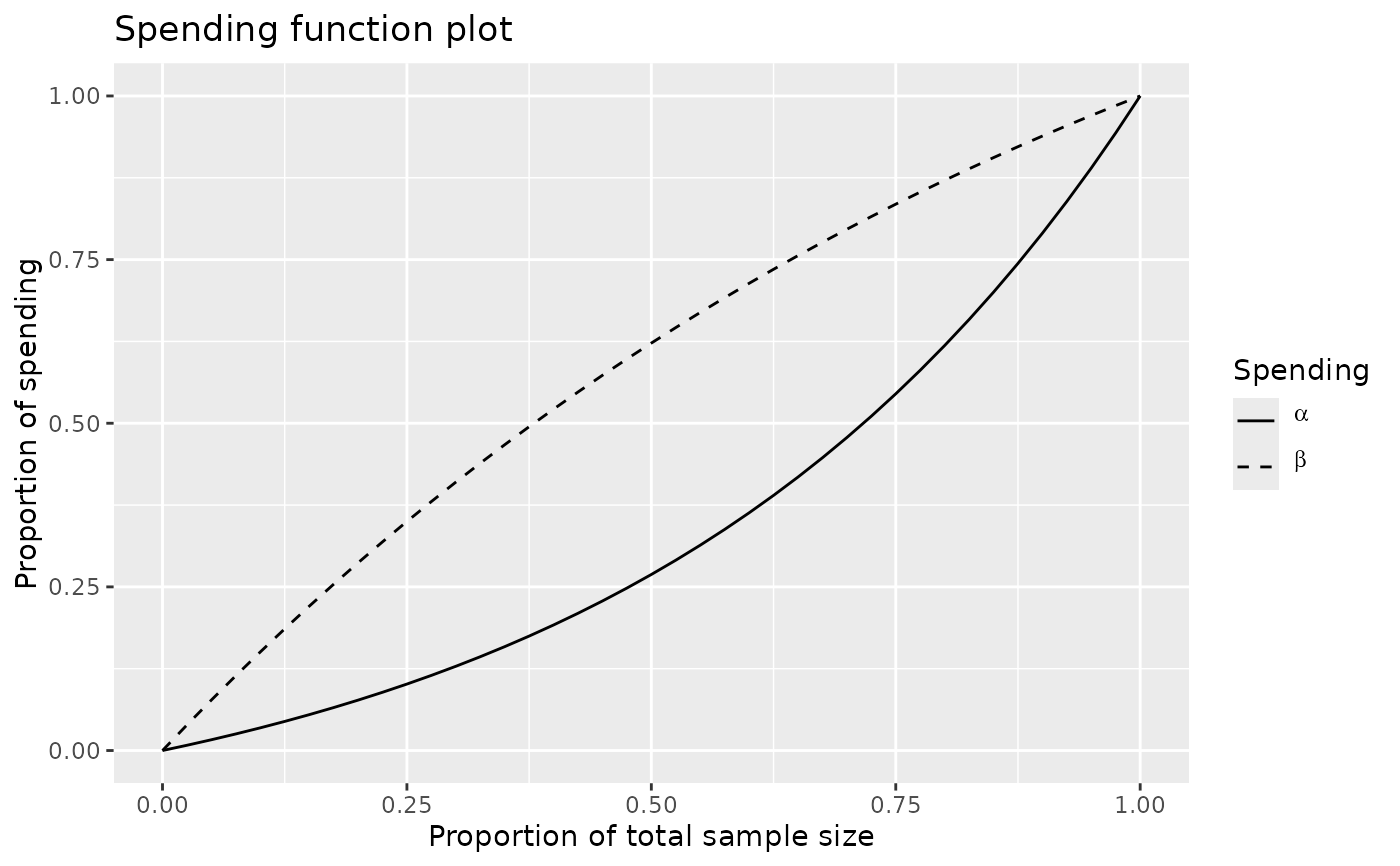 Spending function plot
1.00
0.75
0.50
0.25
0.00
Proportion of spending
0.00 0.25 0.50 0.75 1.00
Proportion of total sample size
Spending
α
β